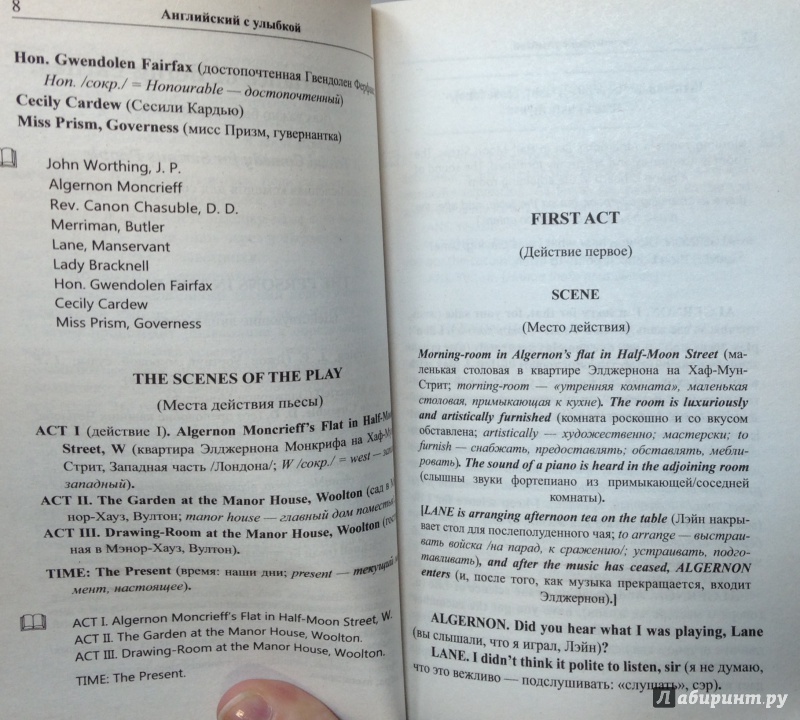 8
Английский с улыбкой
Hon. Gwendolen Fairfax (достопочтенная Гвендолен
Hon. /сокр./ = Honourable — достопочтенный)
Cecily Cardew (Сесили Кардью)
Miss Prism, Governess (мисс Призм, гувернантка)
John Worthing, J. P.
Algernon Moncrieff
Rev. Canon Chasuble, D. D.
Merriman, Butler
Lane, Manservant
Lady Bracknell
Hon. Gwendolen Fairfax
Cecily Cardew
Miss Prism, Governess
THE SCENES OF THE PLAY
(Места действия пьесы)
ACT I (действие I). Algernon Moncrieff's Flat in Half-
Street, W (квартира Элджернона Монкрифа на Хаф-Мун-
Стрит, Западная часть /Лондона/; W /сокр./ = west —
западный).
ACT II. The Garden at the Manor House, Woolton (сад в
нор-Хауз, Вултон; manor house — главный дом поместья
ACT III. Drawing-Room at the Manor House, Woolton
ная в Мэнор-Хауз, Вултон).
TIME: The Present (время: наши дни; present — текущий
мент, настоящее).
ACT I. Algernon Moncrieff's Flat in Half-Moon Street, W.
ACT II. The Garden at the Manor House, Woolton.
ACT III. Drawing-Room at the Manor House, Woolton.
TIME: The Present.
FIRST ACT
(Действие первое)
SCENE
(Место действия)
Morning-room in Algernon's flat in Half-Moon Street (ма-
ленькая столовая в квартире Элджернона на Хаф-Мун-
Стрит; morning-room — «утренняя комната», маленькая
столовая, примыкающая к кухне). The room is luxuriously
and artistically furnished (комната роскошно и со вкусом
обставлена; artistically — художественно; мастерски; to
furnish — снабжать, предоставлять; обставлять, мебли-
ровать). The sound of a piano is heard in the adjoining room
(слышны звуки фортепиано из примыкающей/соседней
комнаты).
[LANE is arranging afternoon tea on the table (Лэйн накры-
вает стол для послеполуденного чая; to arrange — выстраи-
вать войска /на парад, к сражению/; устраивать, подго-
тавливать), and after the music has ceased, ALGERNON
enters (и, после того, как музыка прекращается, входит
Элджернон).]
ALGERNON. Did you hear what I was playing, Lane
(вы слышали, что я играл, Лэйн)?
LANE. I didn't think it polite to listen, sir (я не думаю,
что это вежливо — подслушивать: «слушать», сэр).
Лабиринт.ру